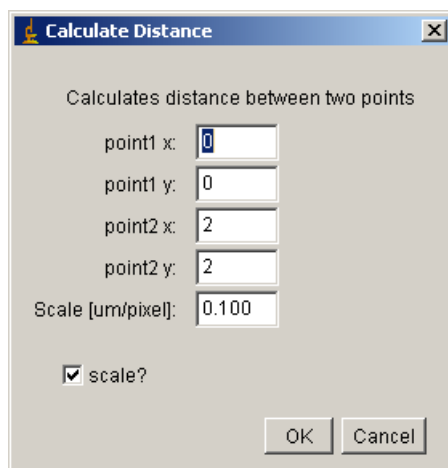 Calculate Distance
Calculates distance between two points
point1 x: 0
point1 y: 0
point2 x: 2
point2 y: 2
Scale [um/pixel]: 0.100
scale?
OK Cancel